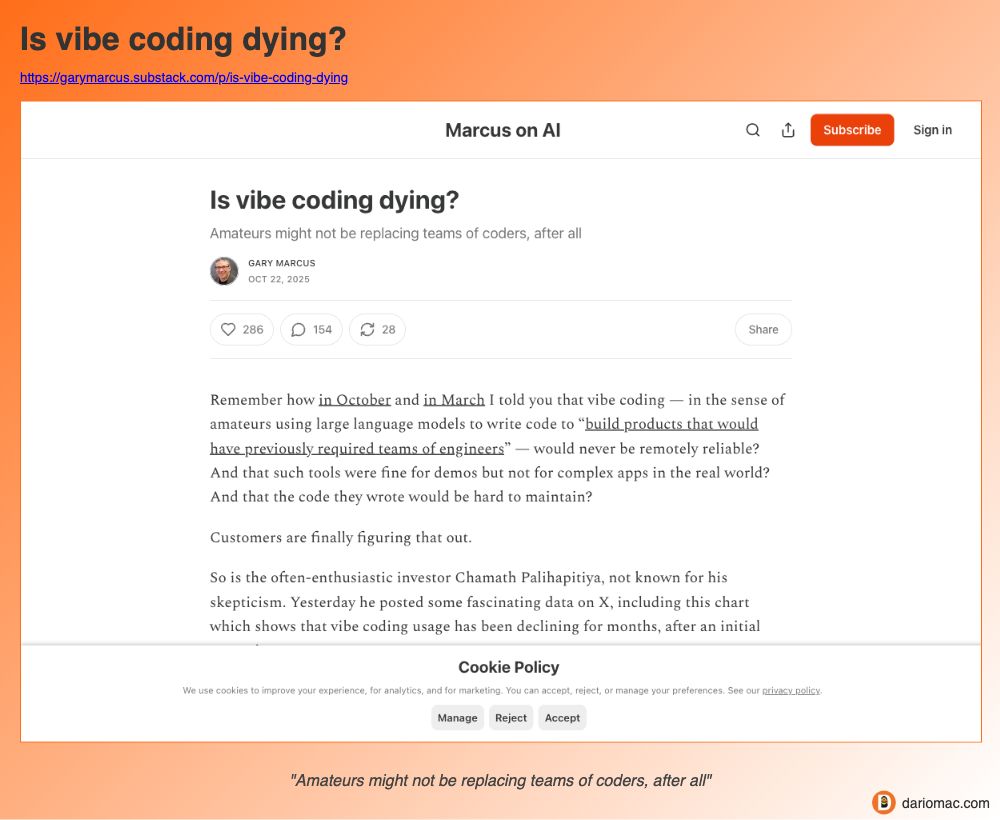 Is vibe coding dying?
https://garymarcus.substack.com/p/is-vibe-coding-dying
Marcus on AI
Subscribe
Sign in
Is vibe coding dying?
Amateurs might not be replacing teams of coders, after all
GARY MARCUS
OCT 22, 2025
286
154
28
Share
Remember how in October and in March I told you that vibe coding — in the sense of
amateurs using large language models to write code to “build products that would
have previously required teams of engineers” — would never be remotely reliable?
And that such tools were fine for demos but not for complex apps in the real world?
And that the code they wrote would be hard to maintain?
Customers are finally figuring that out.
So is the often-enthusiastic investor Chamath Palihapitiya, not known for his
skepticism. Yesterday he posted some fascinating data on X, including this chart
which shows that vibe coding usage has been declining for months, after an initial
Cookie Policy
We use cookies to improve your experience, for analytics, and for marketing. You can accept, reject, or manage your preferences. See our privacy policy.
Manage
Reject
Accept
"Amateurs might not be replacing teams of coders, after all"
dariomac.com